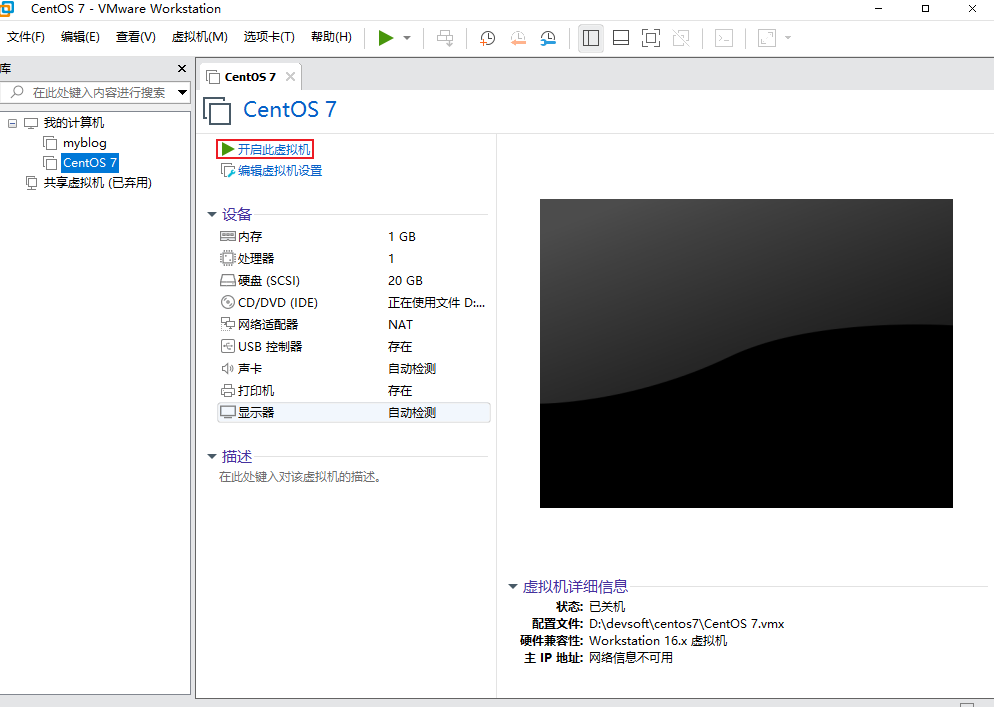 CentOS 7 - VMware Workstation
文件(F) 编辑(E) 查看(V) 虚拟机(M) 选项卡(T) 帮助(H)
库
在此处键入内容进行搜索
我的计算机
myblog
CentOS 7
共享虚拟机 (已弃用)
CentOS 7
CentOS 7
开启此虚拟机
编辑虚拟机设置
设备
内存 1 GB
处理器 1
硬盘 (SCSI) 20 GB
CD/DVD (IDE) 正在使用文件 D:...
网络适配器 NAT
USB 控制器 存在
声卡 自动检测
打印机 存在
显示器 自动检测
描述
在此处键入对该虚拟机的描述。
虚拟机详细信息
状态: 已关机
配置文件: D:\devsoft\centos7\CentOS 7.vmx
硬件兼容性: Workstation 16.x 虚拟机
主 IP 地址: 网络信息不可用